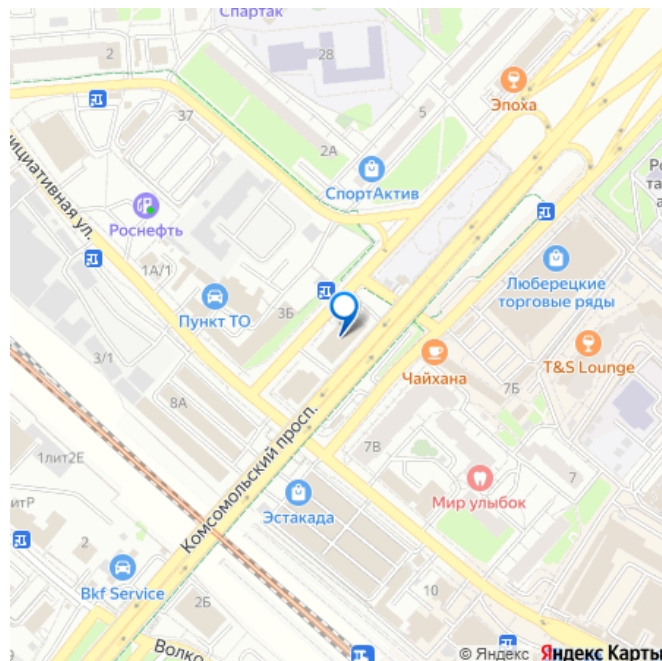 Спартак
2
28
Эпоха
5
37
2А
СпортАктив
нициативная ул.
Роснефть
1А/1
Люберецкие
торговые ряды
Пункт ТО
3Б
T&S Lounge
3/1
Чайхана
7Б
8А
Комсомольский просп.
7В
1лит2Е
7
Мир улыбок
итР
Эстакада
2
10
Bkf Service
2Б
9
Волко
© Яндекс Яндекс Карты